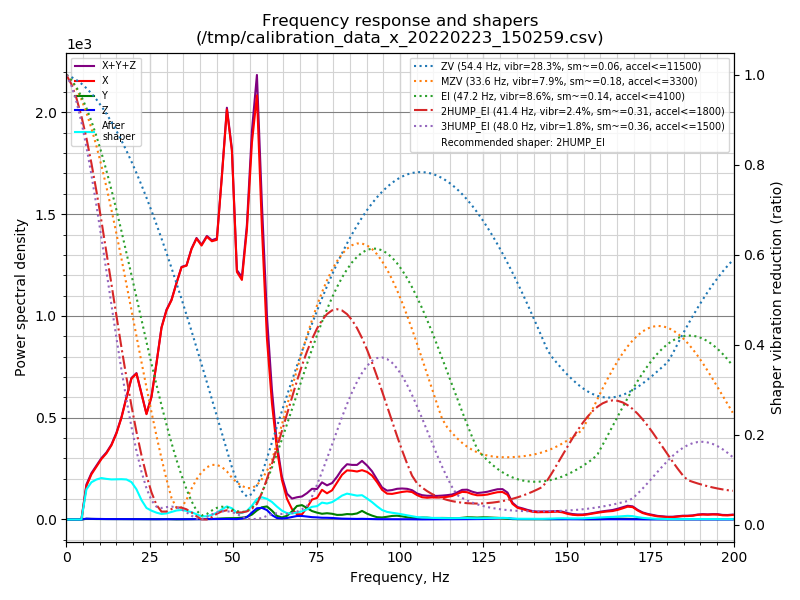 Frequency response and shapers
(/tmp/calibration_data_x_20220223_150259.csv)
1e3
X+Y+Z
X
Y
Z
After
shaper
ZV (54.4 Hz, vibr=28.3%, sm~=0.06, accel<=11500)
MZV (33.6 Hz, vibr=7.9%, sm~=0.18, accel<=3300)
EI (47.2 Hz, vibr=8.6%, sm~=0.14, accel<=4100)
2HUMP_EI (41.4 Hz, vibr=2.4%, sm~=0.31, accel<=1800)
3HUMP_EI (48.0 Hz, vibr=1.8%, sm~=0.36, accel<=1500)
Recommended shaper: 2HUMP_EI
Power spectral density
2.0
1.5
1.0
0.5
0.0
1.0
0.8
0.6
0.4
0.2
0.0
Shaper vibration reduction (ratio)
0 25 50 75 100 125 150 175 200
Frequency, Hz